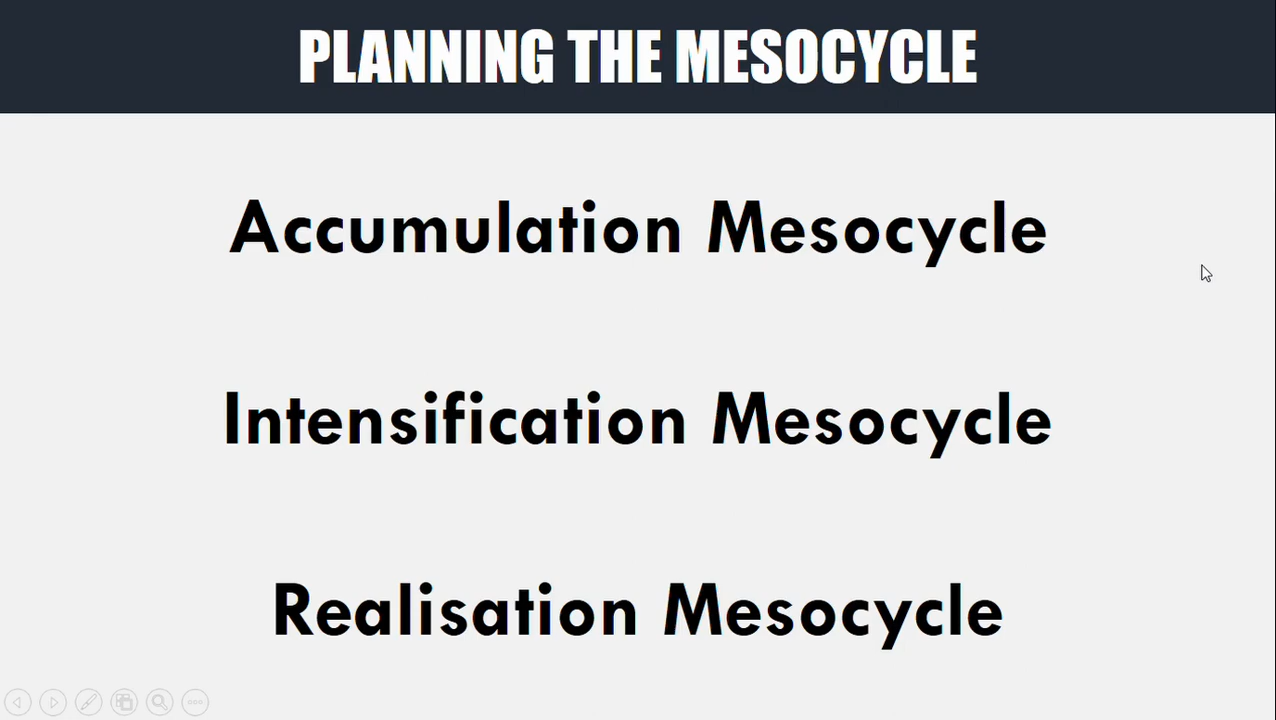 PLANNING THE MESOCYCLE
Accumulation Mesocycle
Intensification Mesocycle
Realisation Mesocycle